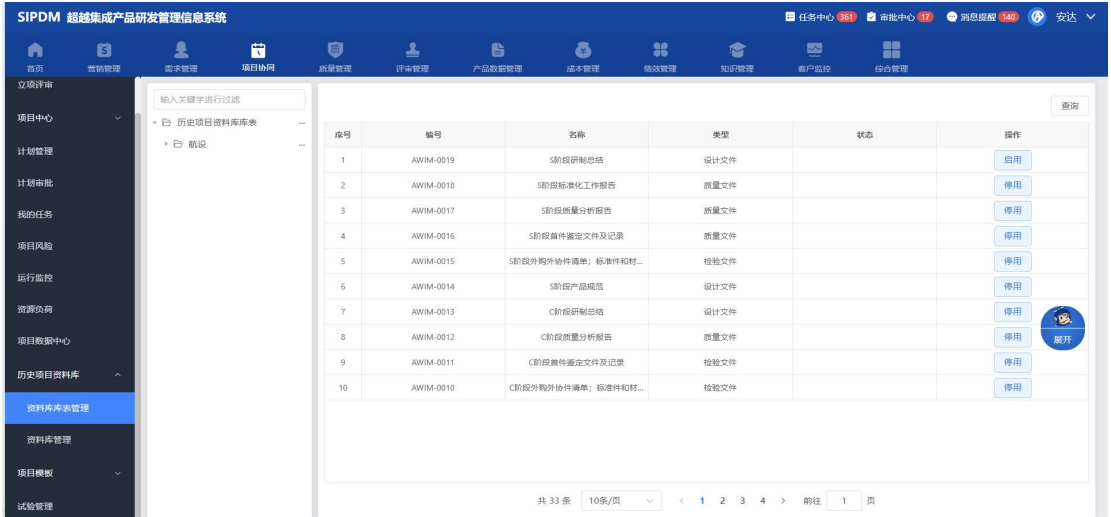 SIPDM 超越集成产品研发管理信息系统
任务中心 361 审批中心 17 消息提醒 140 安达
首页 营销管理 需求管理 项目协同 质量管理 评审管理 产品数据管理 成本管理 绩效管理 知识管理 客户监控 综合管理
立项评审
项目中心
计划管理
计划审批
我的任务
项目风险
运行监控
资源负荷
项目数据中心
历史项目资料库
资料库库表管理
资料库管理
项目模板
试验管理
输入关键字进行过滤
历史项目资料库库表 ...
航设 ...
查询
序号 编号 名称 类型 状态 操作
1 AWIM-0019 S阶段研制总结 设计文件 启用
2 AWIM-0018 S阶段标准化工作报告 质量文件 停用
3 AWIM-0017 S阶段质量分析报告 质量文件 停用
4 AWIM-0016 S阶段首件鉴定文件及记录 质量文件 停用
5 AWIM-0015 S阶段外购外协件清单；标准件和材... 检验文件 停用
6 AWIM-0014 S阶段产品规范 设计文件 停用
7 AWIM-0013 C阶段研制总结 设计文件 停用
8 AWIM-0012 C阶段质量分析报告 质量文件 停用
9 AWIM-0011 C阶段首件鉴定文件及记录 检验文件 停用
10 AWIM-0010 C阶段外购外协件清单；标准件和材... 检验文件 停用
展开
共 33 条 10条/页 < 1 2 3 4 > 前往 1 页